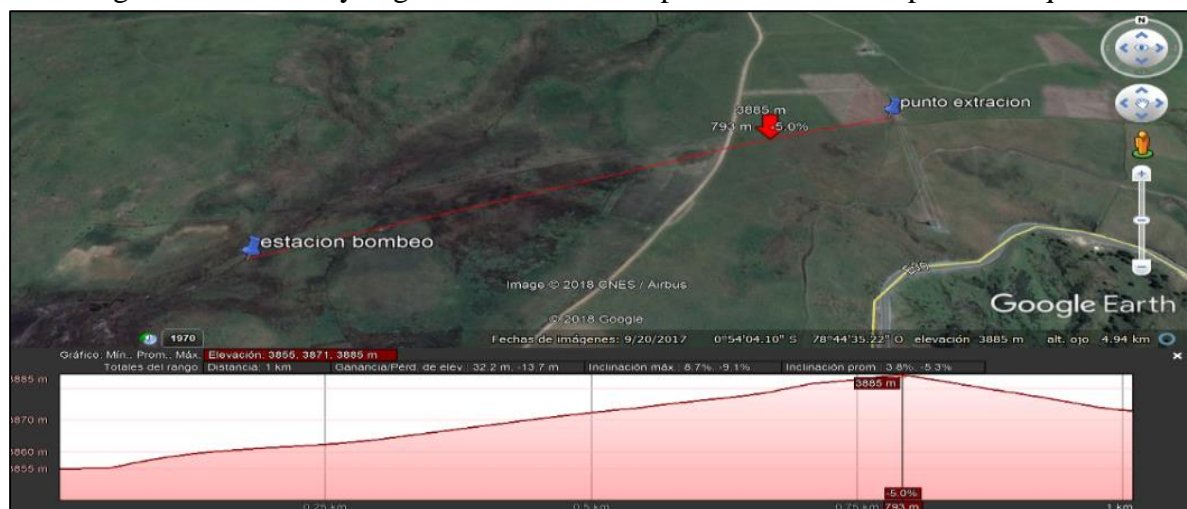 N
punto extracion
3885 m
793 m -5.0%
estacion bombeo
Image © 2018 CNES / Airbus
© 2018 Google
E35
Google Earth
1970
Fechas de imágenes: 9/20/2017 0°54'04.10" S 78°44'35.22" O elevación 3885 m alt. ojo 4.94 km
Gráfico: Mín., Prom., Máx. Elevación: 3855, 3871, 3885 m
Totales del rango: Distancia: 1 km Ganancia/Pérd. de elev.: 32.2 m, -13.7 m Inclinación máx.: 8.7%, -9.1% Inclinación prom.: 3.8%, -5.3%
3885 m
3885 m
3870 m
3860 m
3855 m
-5.0%
0.25 km 0.5 km 0.75 km 793 m 1 km